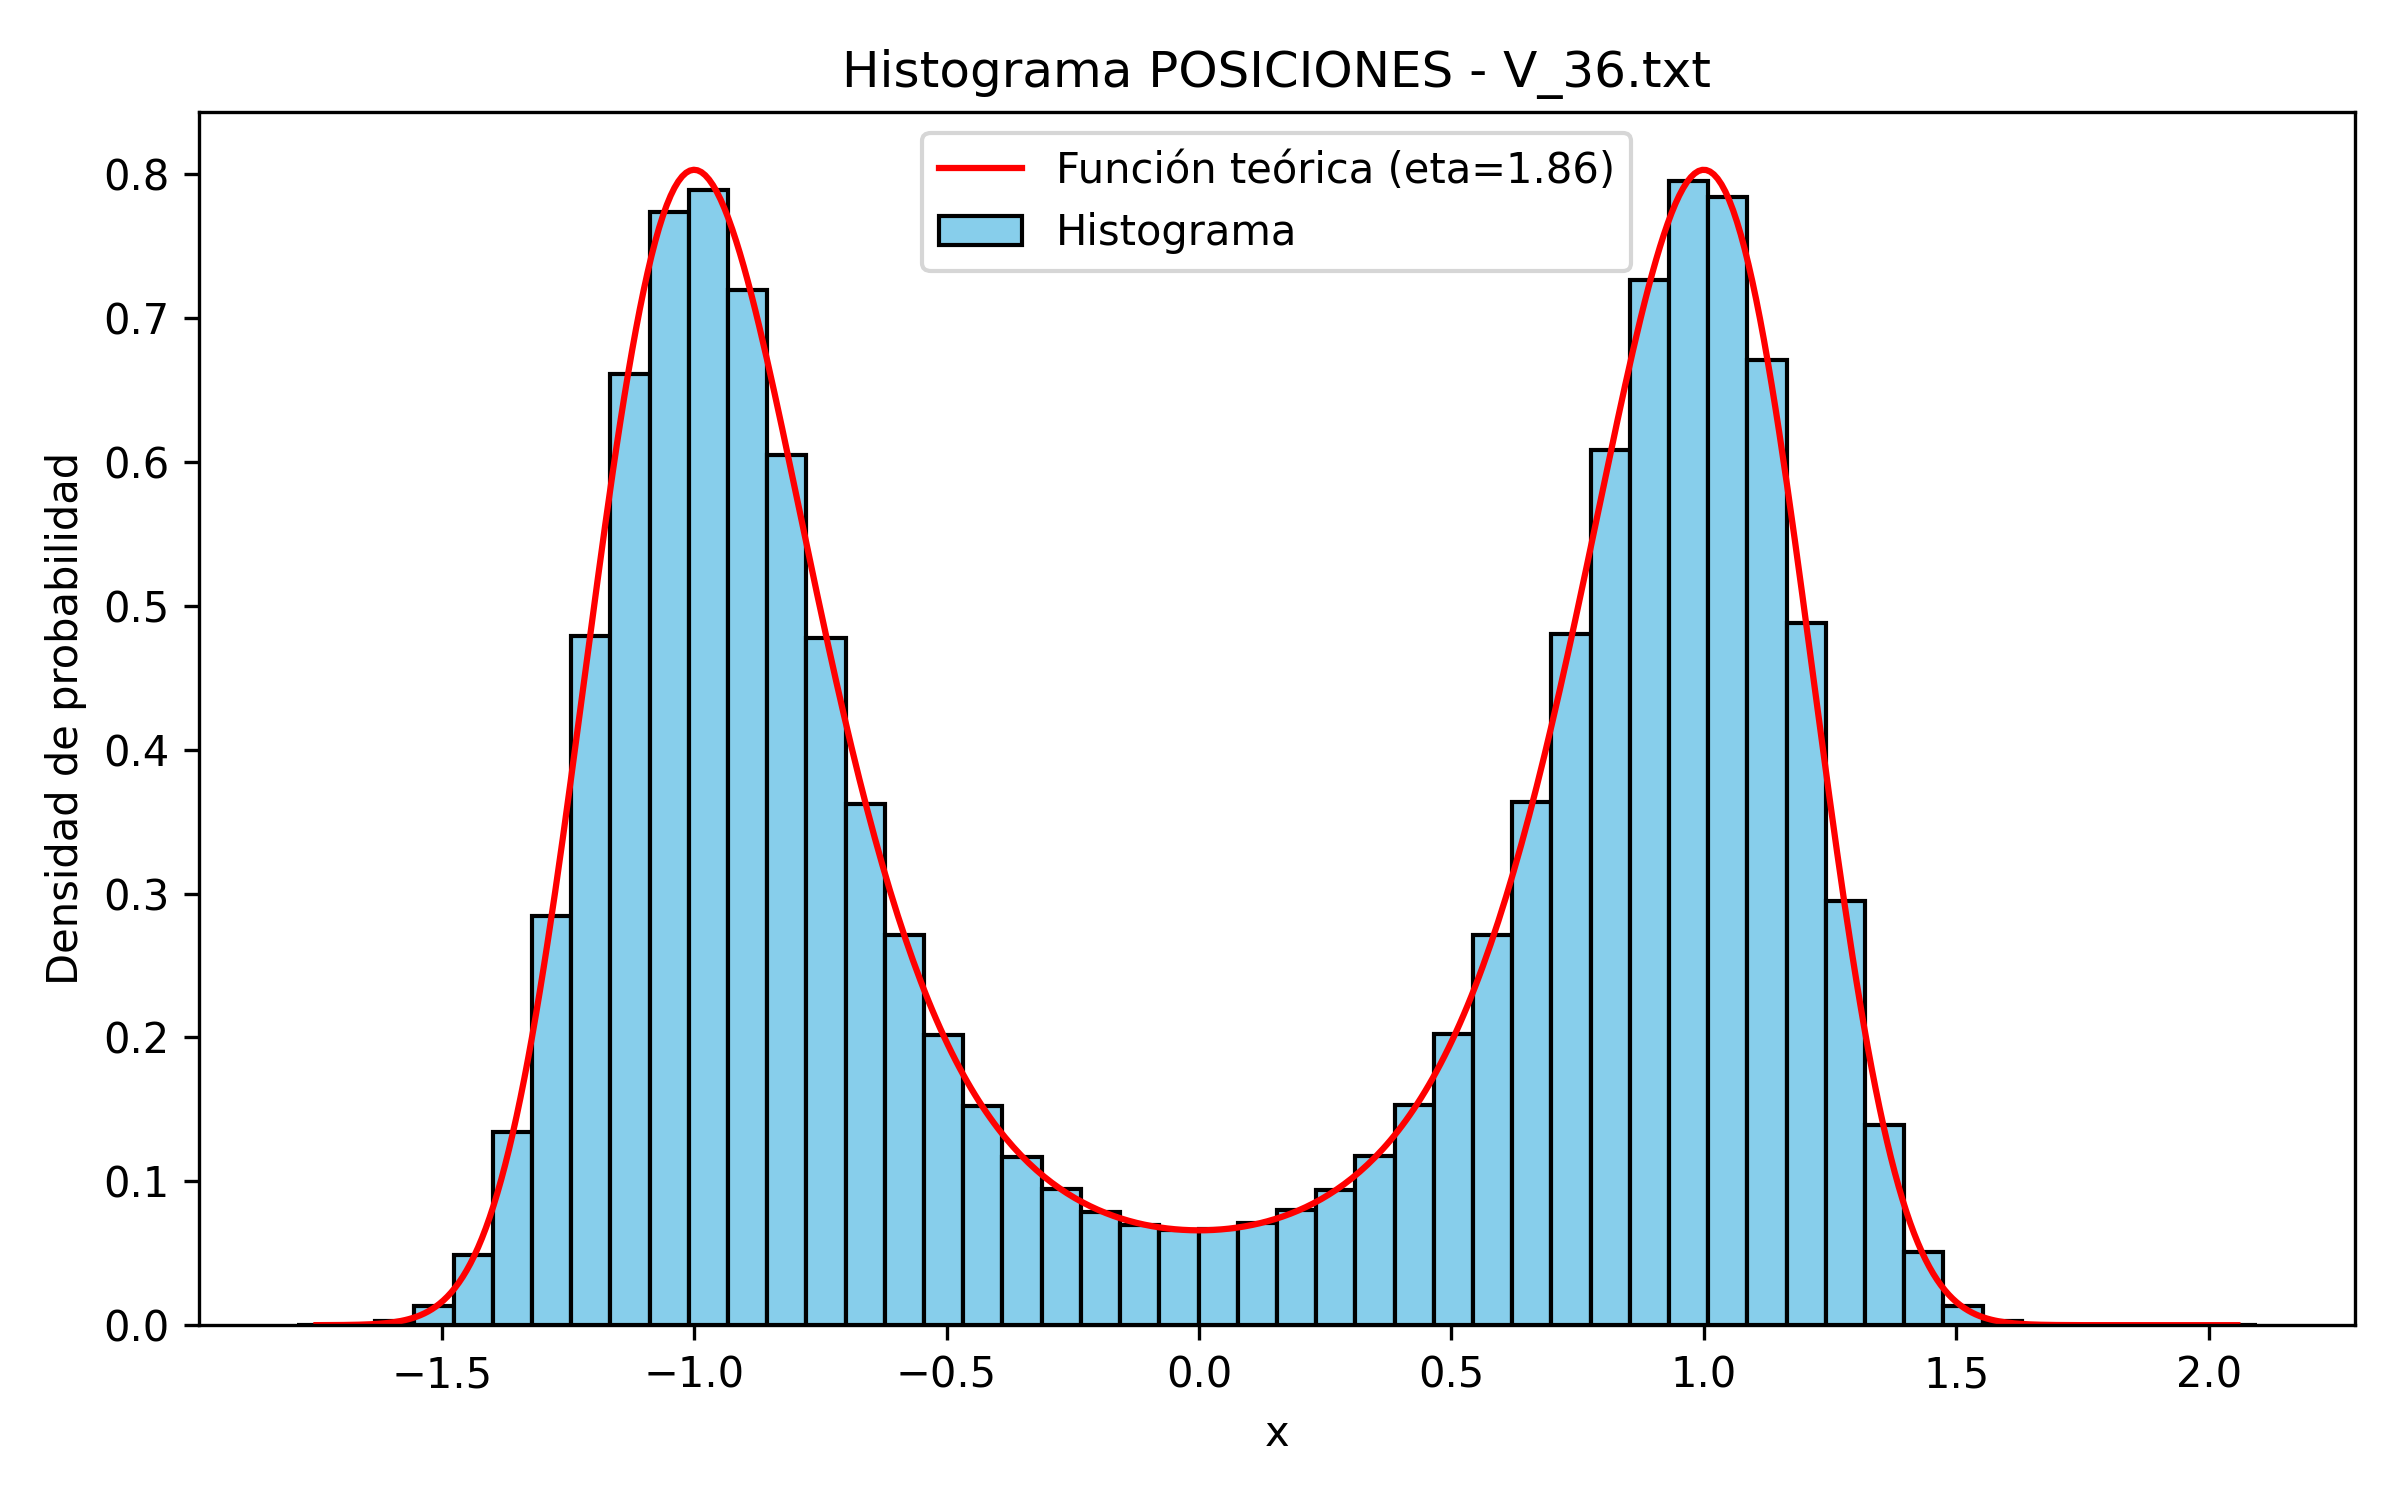 Histograma POSICIONES - V_36.txt
Función teórica (eta=1.86)
Histograma
Densidad de probabilidad
0.8
0.7
0.6
0.5
0.4
0.3
0.2
0.1
0.0
−1.5 −1.0 −0.5 0.0 0.5 1.0 1.5 2.0
x